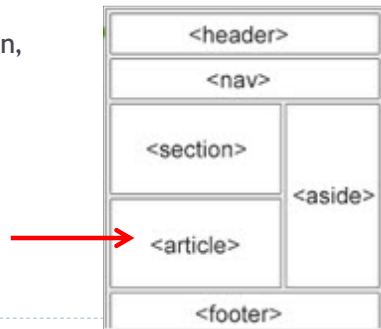 n,
<header>
<nav>
<section>
<aside>
<article>
<footer>